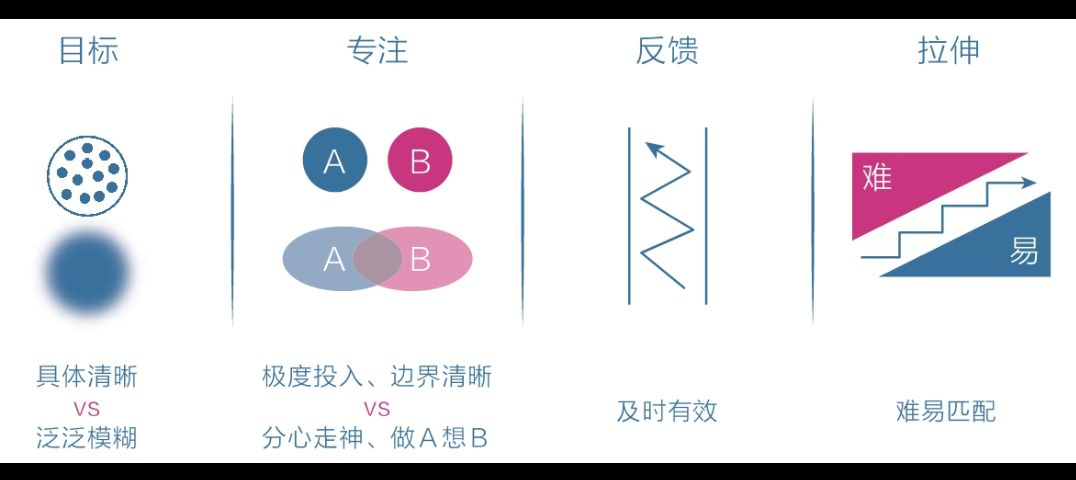 目标
专注
反馈
拉伸
A
B
A
B
难
易
具体清晰
VS
泛泛模糊
极度投入、边界清晰
VS
分心走神、做A想B
及时有效
难易匹配